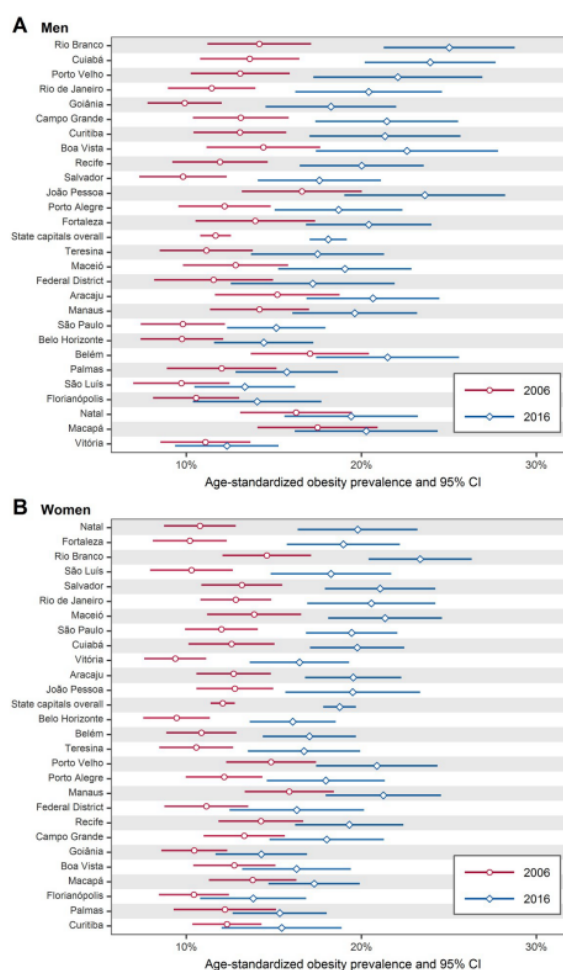 A Men
Rio Branco
Cuiabá
Porto Velho
Rio de Janeiro
Goiânia
Campo Grande
Curitiba
Boa Vista
Recife
Salvador
João Pessoa
Porto Alegre
Fortaleza
State capitals overall
Teresina
Maceió
Federal District
Aracaju
Manaus
São Paulo
Belo Horizonte
Belém
Palmas
São Luís
Florianópolis
Natal
Macapá
Vitória
2006
2016
10% 20% 30%
Age-standardized obesity prevalence and 95% CI
B Women
Natal
Fortaleza
Rio Branco
São Luís
Salvador
Rio de Janeiro
Maceió
São Paulo
Cuiabá
Vitória
Aracaju
João Pessoa
State capitals overall
Belo Horizonte
Belém
Teresina
Porto Velho
Porto Alegre
Manaus
Federal District
Recife
Campo Grande
Goiânia
Boa Vista
Macapá
Florianópolis
Palmas
Curitiba
2006
2016
10% 20% 30%
Age-standardized obesity prevalence and 95% CI